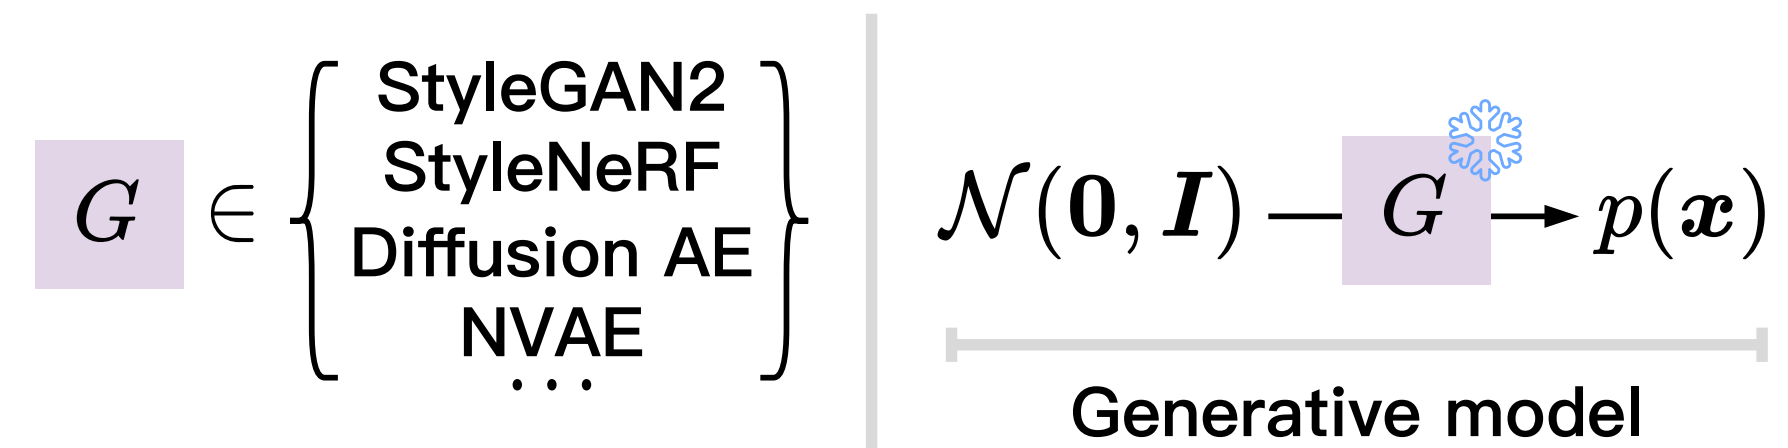 G ∈ {
StyleGAN2
StyleNeRF
Diffusion AE
NVAE
...
}
𝒩(0, I) G p(x)
Generative model